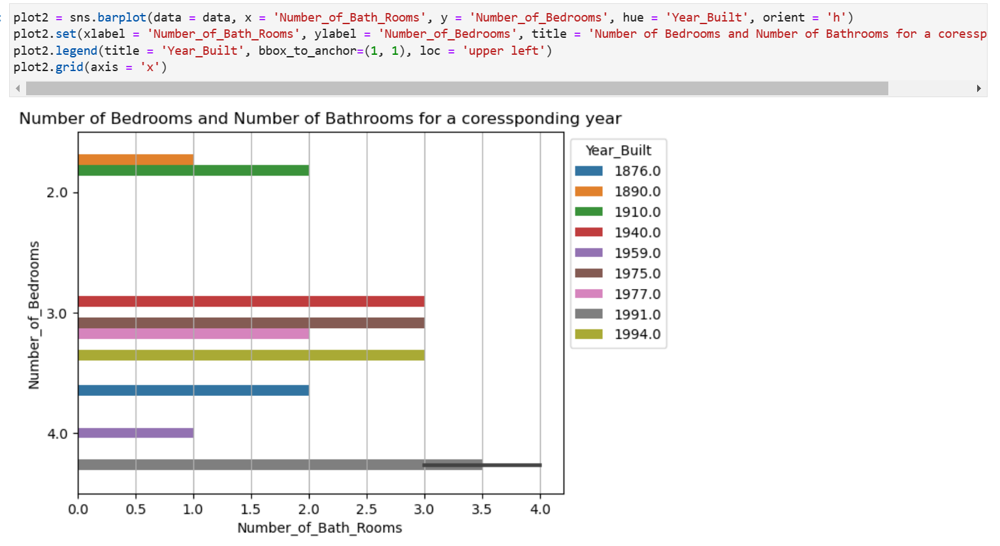 plot2 = sns.barplot(data = data, x = 'Number_of_Bath_Rooms', y = 'Number_of_Bedrooms', hue = 'Year_Built', orient = 'h')
plot2.set(xlabel = 'Number_of_Bath_Rooms', ylabel = 'Number_of_Bedrooms', title = 'Number of Bedrooms and Number of Bathrooms for a coressp
plot2.legend(title = 'Year_Built', bbox_to_anchor=(1, 1), loc = 'upper left')
plot2.grid(axis = 'x')
Number of Bedrooms and Number of Bathrooms for a coressponding year
Year_Built
1876.0
1890.0
1910.0
1940.0
1959.0
1975.0
1977.0
1991.0
1994.0
Number_of_Bedrooms
2.0
3.0
4.0
0.0 0.5 1.0 1.5 2.0 2.5 3.0 3.5 4.0
Number_of_Bath_Rooms